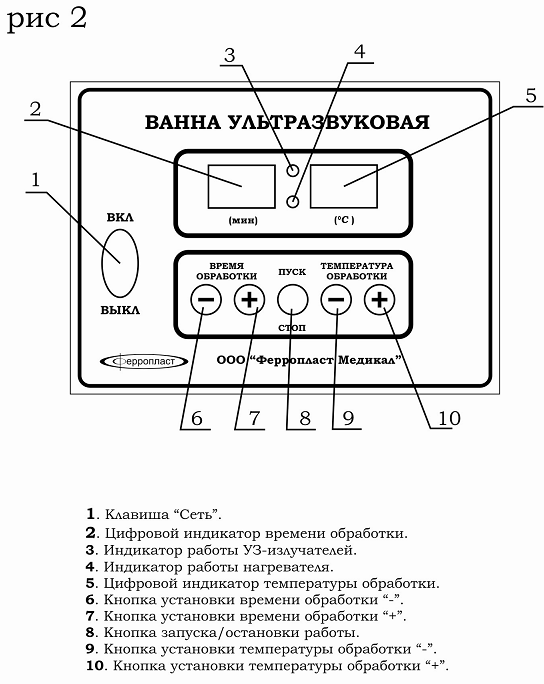 рис 2
3
4
2
5
ВАННА УЛЬТРАЗВУКОВАЯ
1
(мин)
(°С)
ВКЛ
ВЫКЛ
ВРЕМЯ
ОБРАБОТКИ
ПУСК
ТЕМПЕРАТУРА
ОБРАБОТКИ
− + − +
СТОП
ферропласт
ООО “Ферропласт Медикал”
6 7 8 9 10
1. Клавиша “Сеть”.
2. Цифровой индикатор времени обработки.
3. Индикатор работы УЗ-излучателей.
4. Индикатор работы нагревателя.
5. Цифровой индикатор температуры обработки.
6. Кнопка установки времени обработки “-”.
7. Кнопка установки времени обработки “+”.
8. Кнопка запуска/остановки работы.
9. Кнопка установки температуры обработки “-”.
10. Кнопка установки температуры обработки “+”.